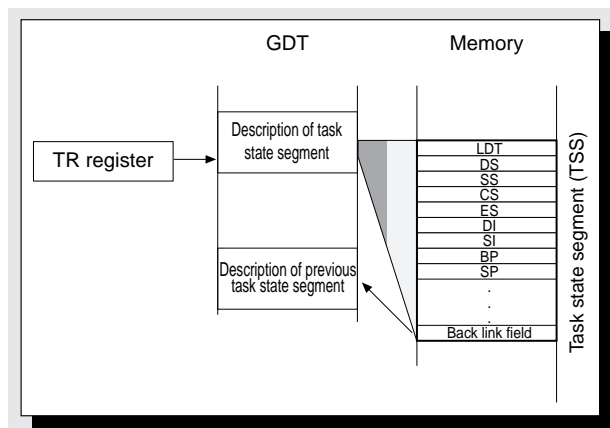 GDT
Memory
Description of task
state segment
TR register
LDT
DS
SS
CS
ES
DI
SI
BP
SP
.
.
.
Back link field
Description of previous
task state segment
Task state segment (TSS)